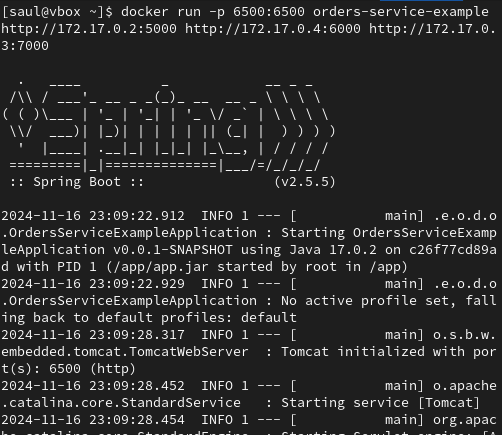 [saul@vbox ~]$ docker run -p 6500:6500 orders-service-example
http://172.17.0.2:5000 http://172.17.0.4:6000 http://172.17.0.
3:7000
  .   ____          _            __ _ _
 /\\ / ___'_ __ _ _(_)_ __  __ _ \ \ \ \
( ( )\___ | '_ | '_| | '_ \/ _` | \ \ \ \
 \\/  ___)| |_)| | | | | || (_| |  ) ) ) )
  '  |____| .__|_| |_|_| |_\__, | / / / /
 =========|_|==============|___/=/_/_/_/
 :: Spring Boot ::                (v2.5.5)
2024-11-16 23:09:22.912  INFO 1 --- [           main] .e.o.d.o
.OrdersServiceExampleApplication : Starting OrdersServiceExamp
leApplication v0.0.1-SNAPSHOT using Java 17.0.2 on c26f77cd89a
d with PID 1 (/app/app.jar started by root in /app)
2024-11-16 23:09:22.929  INFO 1 --- [           main] .e.o.d.o
.OrdersServiceExampleApplication : No active profile set, fall
ing back to default profiles: default
2024-11-16 23:09:28.317  INFO 1 --- [           main] o.s.b.w.
embedded.tomcat.TomcatWebServer  : Tomcat initialized with por
t(s): 6500 (http)
2024-11-16 23:09:28.452  INFO 1 --- [           main] o.apache
.catalina.core.StandardService   : Starting service [Tomcat]
2024-11-16 23:09:28.454  INFO 1 --- [           main] org.apac